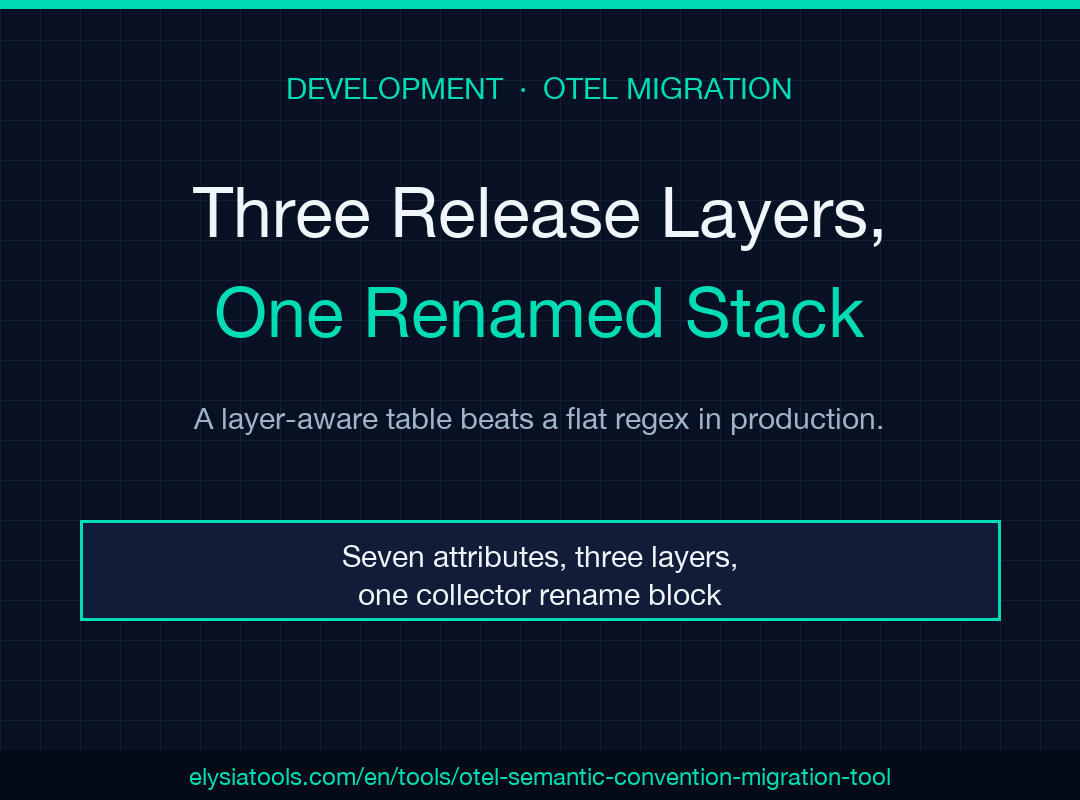 DEVELOPMENT · OTEL MIGRATION
Three Release Layers,
One Renamed Stack
A layer-aware table beats a flat regex in production.
Seven attributes, three layers,
one collector rename block
elysiatools.com/en/tools/otel-semantic-convention-migration-tool